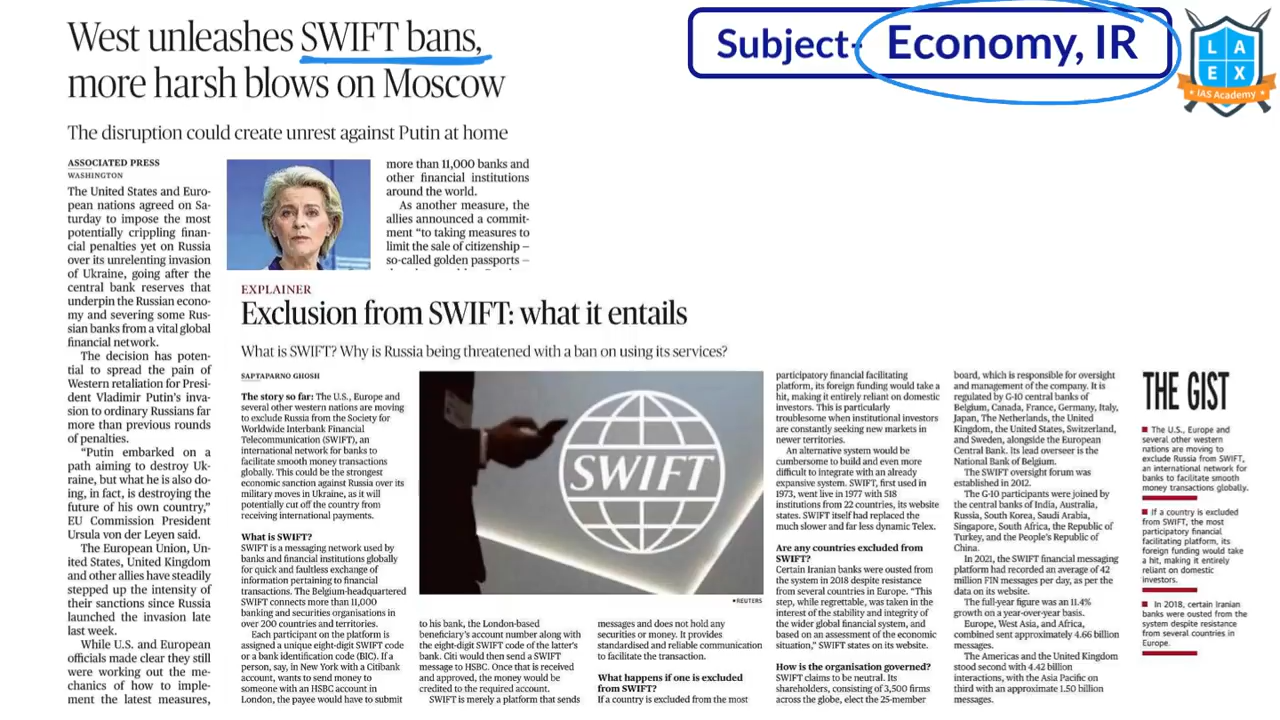 West unleashes SWIFT bans,
more harsh blows on Moscow
The disruption could create unrest against Putin at home
Subject- Economy, IR
L A
E X
IAS Academy
ASSOCIATED PRESS
WASHINGTON
The United States and Euro-
pean nations agreed on Sa-
turday to impose the most
potentially crippling finan-
cial penalties yet on Russia
over its unrelenting invasion
of Ukraine, going after the
central bank reserves that
underpin the Russian econo-
my and severing some Rus-
sian banks from a vital global
financial network.
The decision has poten-
tial to spread the pain of
Western retaliation for Presi-
dent Vladimir Putin's inva-
sion to ordinary Russians far
more than previous rounds
of penalties.
“Putin embarked on a
path aiming to destroy Uk-
raine, but what he is also do-
ing, in fact, is destroying the
future of his own country,”
EU Commission President
Ursula von der Leyen said.
The European Union, Un-
ited States, United Kingdom
and other allies have steadily
stepped up the intensity of
their sanctions since Russia
launched the invasion late
last week.
While U.S. and European
officials made clear they still
were working out the me-
chanics of how to imple-
ment the latest measures,
more than 11,000 banks and
other financial institutions
around the world.
As another measure, the
allies announced a commit-
ment “to taking measures to
limit the sale of citizenship –
so-called golden passports –
EXPLAINER
Exclusion from SWIFT: what it entails
What is SWIFT? Why is Russia being threatened with a ban on using its services?
SAPTAPARNO GHOSH
The story so far: The U.S., Europe and
several other western nations are moving
to exclude Russia from the Society for
Worldwide Interbank Financial
Telecommunication (SWIFT), an
international network for banks to
facilitate smooth money transactions
globally. This could be the strongest
economic sanction against Russia over its
military moves in Ukraine, as it will
potentially cut off the country from
receiving international payments.
What is SWIFT?
SWIFT is a messaging network used by
banks and financial institutions globally
for quick and faultless exchange of
information pertaining to financial
transactions. The Belgium-headquartered
SWIFT connects more than 11,000
banking and securities organisations in
over 200 countries and territories.
Each participant on the platform is
assigned a unique eight-digit SWIFT code
or a bank identification code (BIC). If a
person, say, in New York with a Citibank
account, wants to send money to
someone with an HSBC account in
London, the payee would have to submit
SWIFT
REUTERS
to his bank, the London-based
beneficiary's account number along with
the eight-digit SWIFT code of the latter's
bank. Citi would then send a SWIFT
message to HSBC. Once that is received
and approved, the money would be
credited to the required account.
SWIFT is merely a platform that sends
messages and does not hold any
securities or money. It provides
standardised and reliable communication
to facilitate the transaction.
What happens if one is excluded
from SWIFT?
If a country is excluded from the most
participatory financial facilitating
platform, its foreign funding would take a
hit, making it entirely reliant on domestic
investors. This is particularly
troublesome when institutional investors
are constantly seeking new markets in
newer territories.
An alternative system would be
cumbersome to build and even more
difficult to integrate with an already
expansive system. SWIFT, first used in
1973, went live in 1977 with 518
institutions from 22 countries, its website
states. SWIFT itself had replaced the
much slower and far less dynamic Telex.
Are any countries excluded from
SWIFT?
Certain Iranian banks were ousted from
the system in 2018 despite resistance
from several countries in Europe. “This
step, while regrettable, was taken in the
interest of the stability and integrity of
the wider global financial system, and
based on an assessment of the economic
situation,” SWIFT states on its website.
How is the organisation governed?
SWIFT claims to be neutral. Its
shareholders, consisting of 3,500 firms
across the globe, elect the 25-member
board, which is responsible for oversight
and management of the company. It is
regulated by G-10 central banks of
Belgium, Canada, France, Germany, Italy,
Japan, The Netherlands, the United
Kingdom, the United States, Switzerland,
and Sweden, alongside the European
Central Bank. Its lead overseer is the
National Bank of Belgium.
The SWIFT oversight forum was
established in 2012.
The G-10 participants were joined by
the central banks of India, Australia,
Russia, South Korea, Saudi Arabia,
Singapore, South Africa, the Republic of
Turkey, and the People's Republic of
China.
In 2021, the SWIFT financial messaging
platform had recorded an average of 42
million FIN messages per day, as per the
data on its website.
The full-year figure was an 11.4%
growth on a year-over-year basis.
Europe, West Asia, and Africa,
combined sent approximately 4.66 billion
messages.
The Americas and the United Kingdom
stood second with 4.42 billion
interactions, with the Asia Pacific on
third with an approximate 1.50 billion
messages.
THE GIST
The U.S., Europe and
several other western
nations are moving to
exclude Russia from SWIFT,
an international network for
banks to facilitate smooth
money transactions globally.
If a country is excluded
from SWIFT, the most
participatory financial
facilitating platform, its
foreign funding would take
a hit, making it entirely
reliant on domestic
investors.
In 2018, certain Iranian
banks were ousted from the
system despite resistance
from several countries in
Europe.